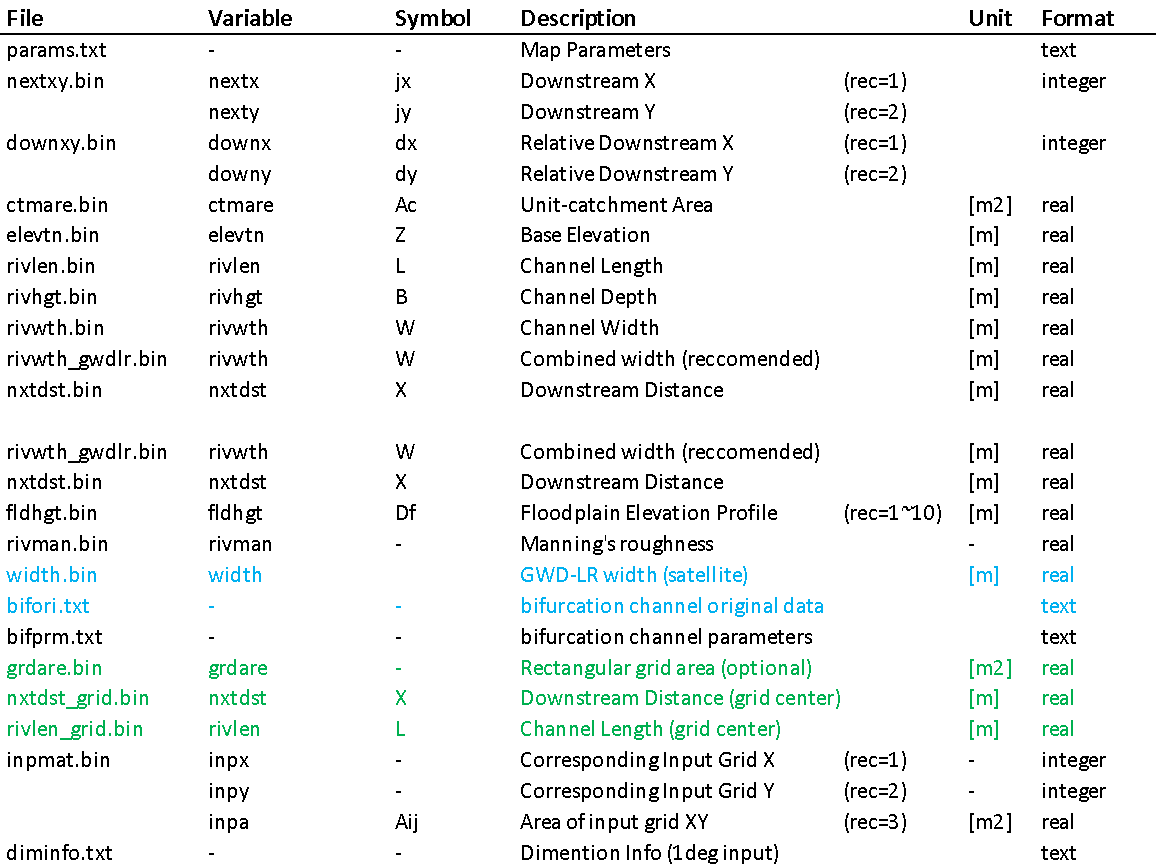 File Variable Symbol Description Unit Format
params.txt - - Map Parameters text
nextxy.bin nextx jx Downstream X (rec=1) integer
nexty jy Downstream Y (rec=2)
downxy.bin downx dx Relative Downstream X (rec=1) integer
downy dy Relative Downstream Y (rec=2)
ctmare.bin ctmare Ac Unit-catchment Area [m2] real
elevtn.bin elevtn Z Base Elevation [m] real
rivlen.bin rivlen L Channel Length [m] real
rivhgt.bin rivhgt B Channel Depth [m] real
rivwth.bin rivwth W Channel Width [m] real
rivwth_gwdlr.bin rivwth W Combined width (reccomended) [m] real
nxtdst.bin nxtdst X Downstream Distance [m] real
rivwth_gwdlr.bin rivwth W Combined width (reccomended) [m] real
nxtdst.bin nxtdst X Downstream Distance [m] real
fldhgt.bin fldhgt Df Floodplain Elevation Profile (rec=1~10) [m] real
rivman.bin rivman - Manning's roughness - real
width.bin width GWD-LR width (satellite) [m] real
bifori.txt - - bifurcation channel original data text
bifprm.txt - - bifurcation channel parameters text
grdare.bin grdare - Rectangular grid area (optional) [m2] real
nxtdst_grid.bin nxtdst X Downstream Distance (grid center) [m] real
rivlen_grid.bin rivlen L Channel Length (grid center) [m] real
inpmat.bin inpx - Corresponding Input Grid X (rec=1) - integer
inpy - Corresponding Input Grid Y (rec=2) - integer
inpa Aij Area of input grid XY (rec=3) [m2] real
diminfo.txt - - Dimention Info (1deg input) text